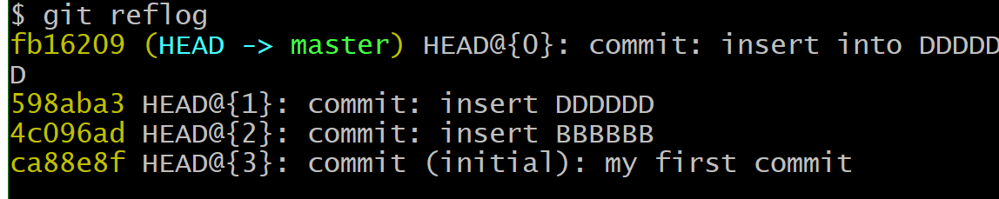 $ git reflog
fb16209 (HEAD -> master) HEAD@{0}: commit: insert into DDDDD
D
598aba3 HEAD@{1}: commit: insert DDDDDD
4c096ad HEAD@{2}: commit: insert BBBBBB
ca88e8f HEAD@{3}: commit (initial): my first commit